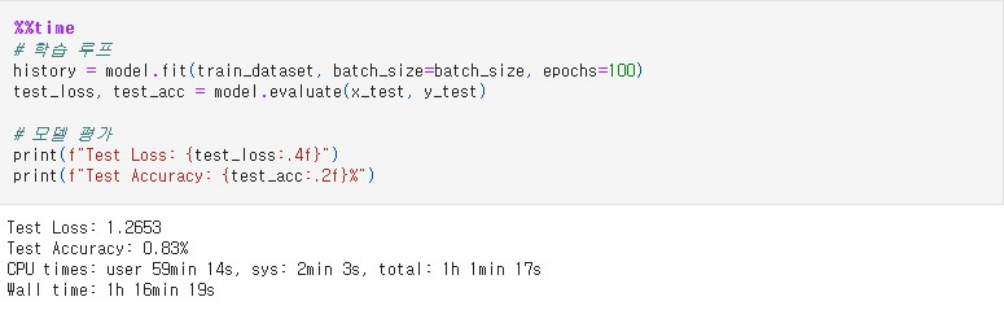 %%time
# 학습 루프
history = model.fit(train_dataset, batch_size=batch_size, epochs=100)
test_loss, test_acc = model.evaluate(x_test, y_test)
# 모델 평가
print(f"Test Loss: {test_loss:.4f}")
print(f"Test Accuracy: {test_acc:.2f}%")
Test Loss: 1.2653
Test Accuracy: 0.83%
CPU times: user 59min 14s, sys: 2min 3s, total: 1h 1min 17s
Wall time: 1h 16min 19s